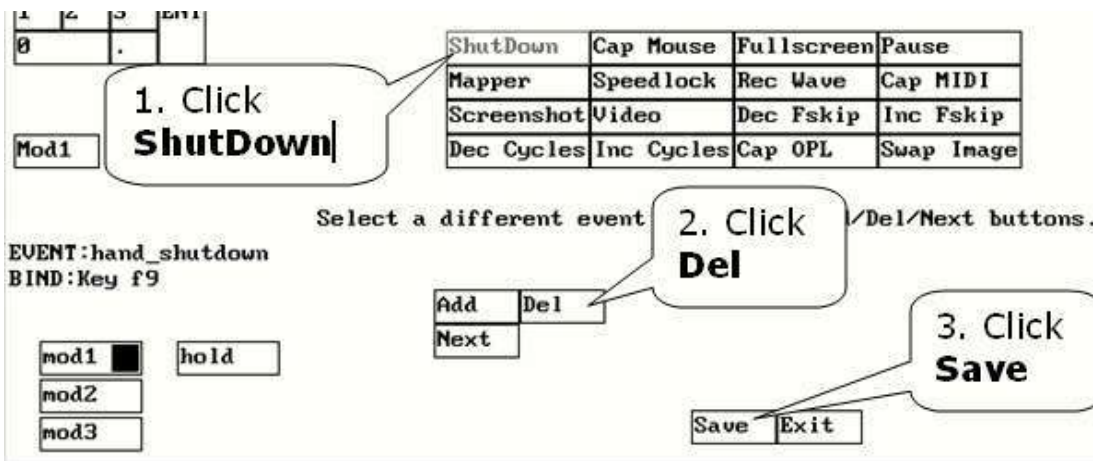 1 2 3 ENT
0 .
ShutDown Cap Mouse Fullscreen Pause
Mapper Speedlock Rec Wave Cap MIDI
Screenshot Video Dec Fskip Inc Fskip
Dec Cycles Inc Cycles Cap OPL Swap Image
1. Click
ShutDown
Mod1
Select a different event /Del/Next buttons.
2. Click
Del
EVENT:hand_shutdown
BIND:Key f9
Add Del
Next
3. Click
Save
mod1 hold
mod2
mod3
Save Exit